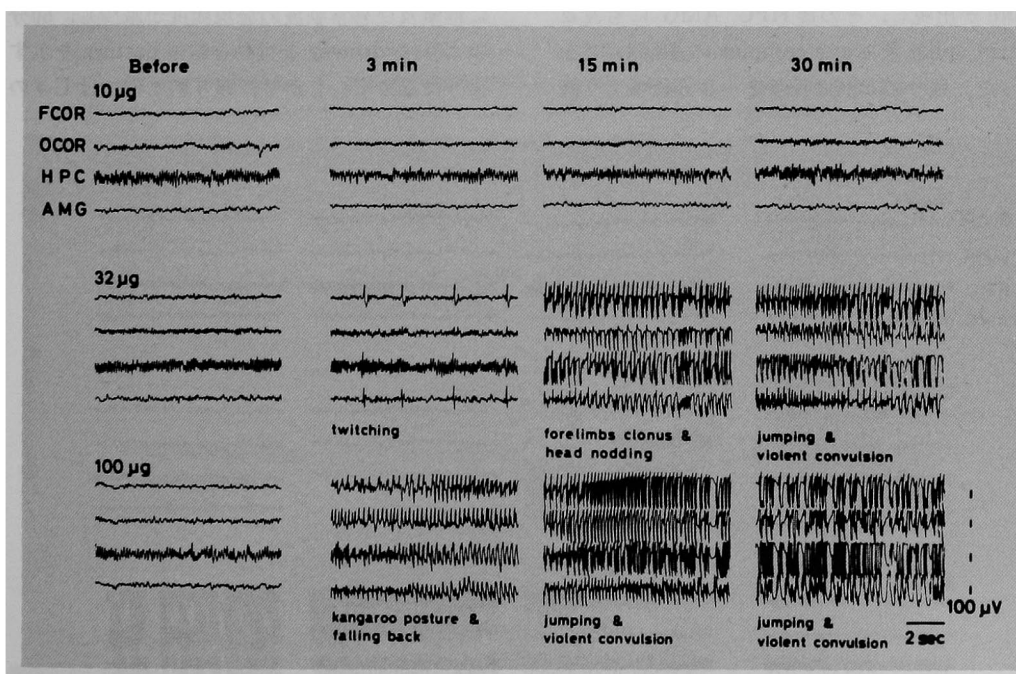 Before 3 min 15 min 30 min
10 µg
FCOR
OCOR
HPC
AMG
32 µg
twitching
forelimbs clonus &
head nodding
jumping &
violent convulsion
100 µg
kangaroo posture &
falling back
jumping &
violent convulsion
jumping &
violent convulsion
100 µV
2 sec